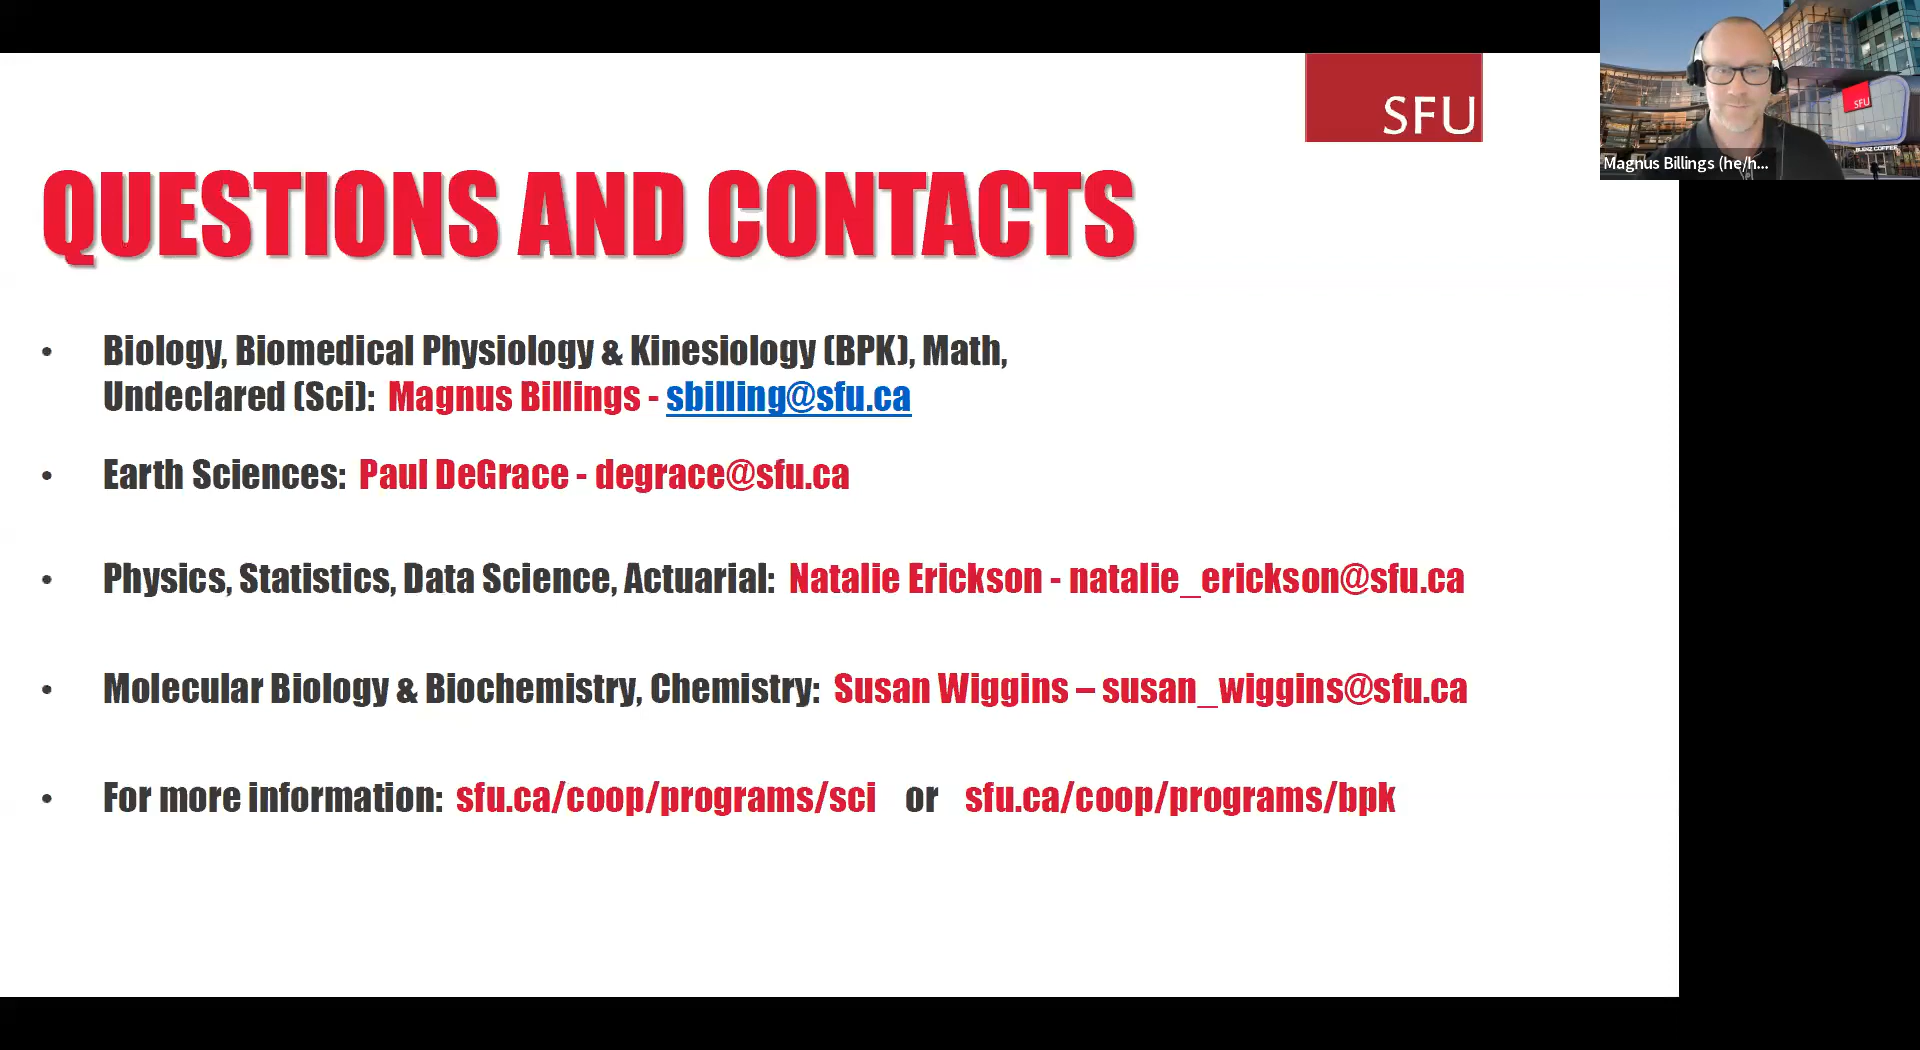 SFU
SFU
BLENZ COFFEE
Magnus Billings (he/h...
QUESTIONS AND CONTACTS
• Biology, Biomedical Physiology & Kinesiology (BPK), Math,
Undeclared (Sci): Magnus Billings - sbilling@sfu.ca
• Earth Sciences: Paul DeGrace - degrace@sfu.ca
• Physics, Statistics, Data Science, Actuarial: Natalie Erickson - natalie_erickson@sfu.ca
• Molecular Biology & Biochemistry, Chemistry: Susan Wiggins – susan_wiggins@sfu.ca
• For more information: sfu.ca/coop/programs/sci or sfu.ca/coop/programs/bpk